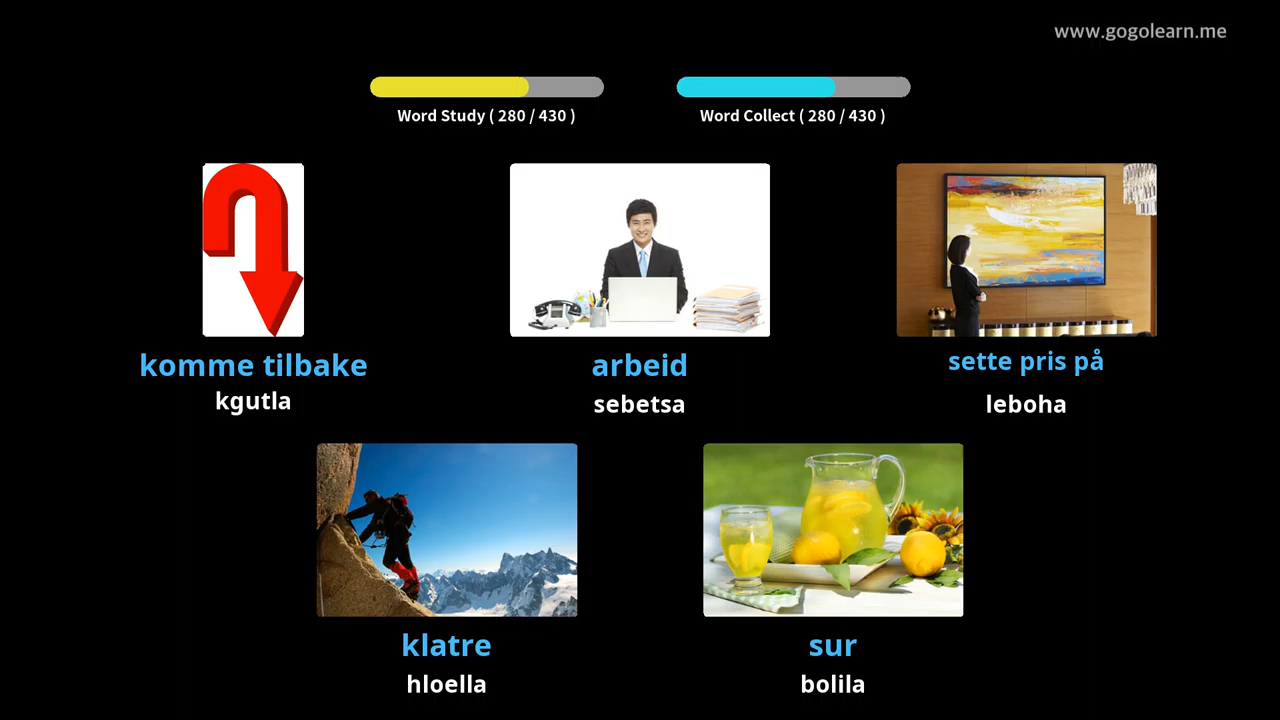 www.gogolearn.me
Word Study ( 280 / 430 )
Word Collect ( 280 / 430 )
komme tilbake
kgutla
arbeid
sebetsa
sette pris på
leboha
klatre
hloella
sur
bolila